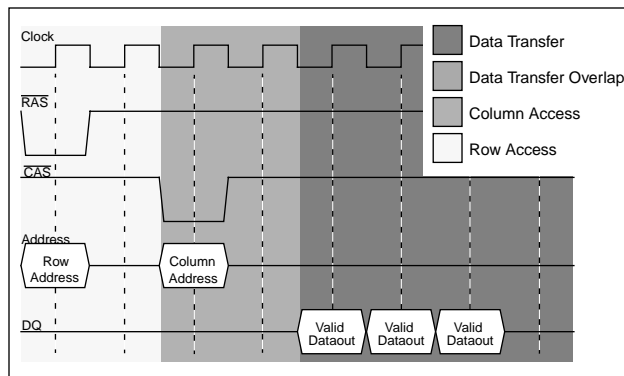 Clock
Data Transfer
Data Transfer Overlap
RAS
Column Access
Row Access
CAS
Address
Row
Address
Column
Address
DQ
Valid
Dataout
Valid
Dataout
Valid
Dataout